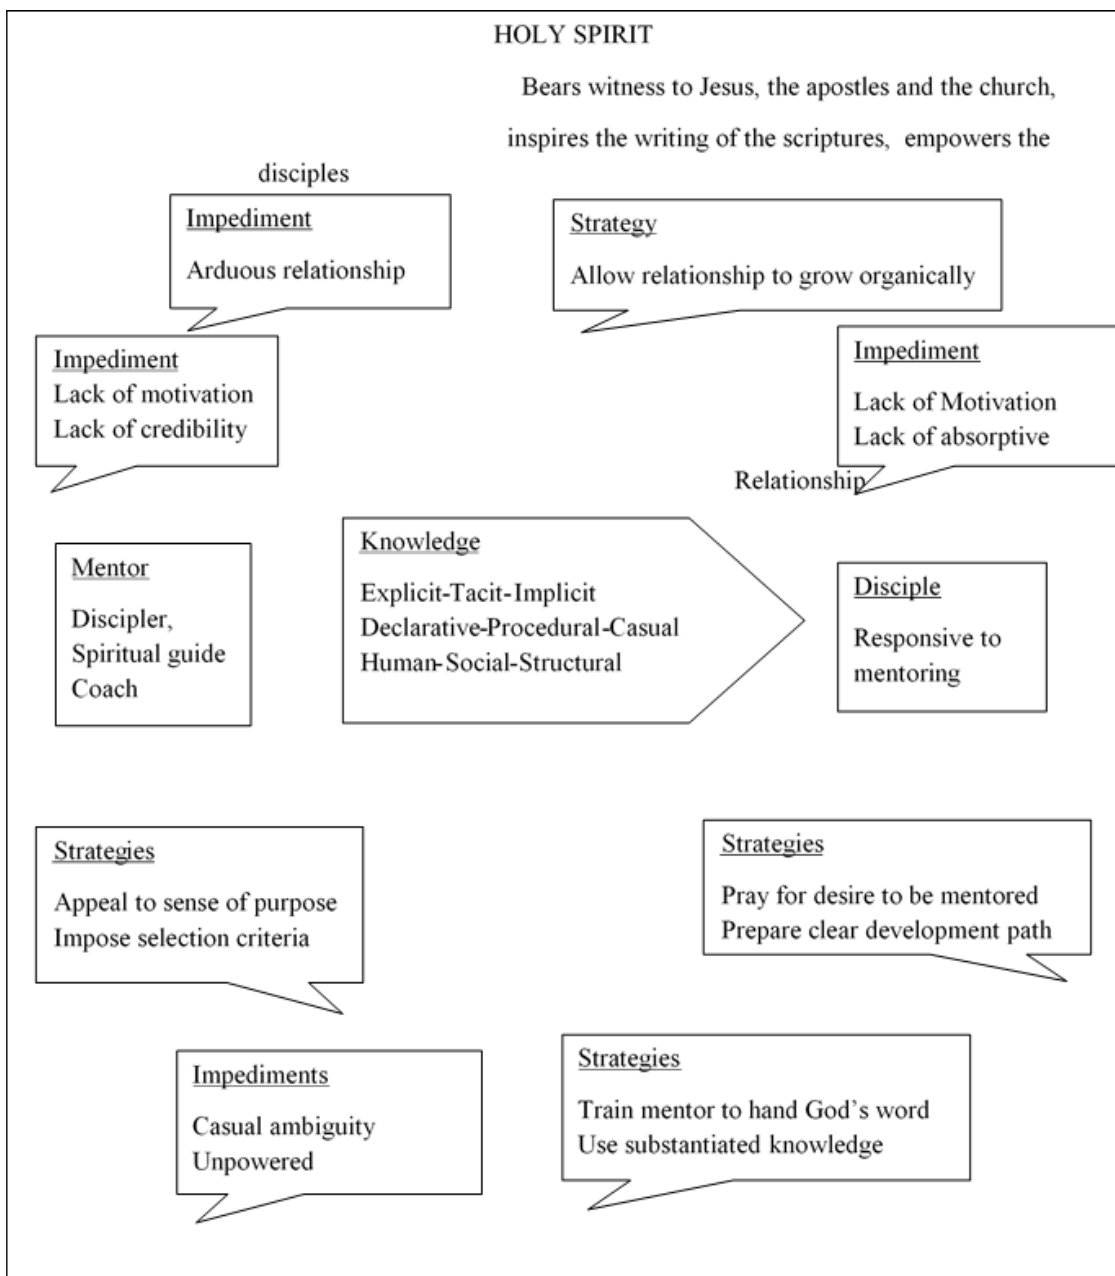 HOLY SPIRIT
Bears witness to Jesus, the apostles and the church,
inspires the writing of the scriptures, empowers the
disciples
Impediment
Arduous relationship
Strategy
Allow relationship to grow organically
Impediment
Lack of motivation
Lack of credibility
Impediment
Lack of Motivation
Lack of absorptive
Relationship
Mentor
Discipler,
Spiritual guide
Coach
Knowledge
Explicit-Tacit-Implicit
Declarative-Procedural-Casual
Human-Social-Structural
Disciple
Responsive to
mentoring
Strategies
Appeal to sense of purpose
Impose selection criteria
Strategies
Pray for desire to be mentored
Prepare clear development path
Impediments
Casual ambiguity
Unpowered
Strategies
Train mentor to hand God’s word
Use substantiated knowledge